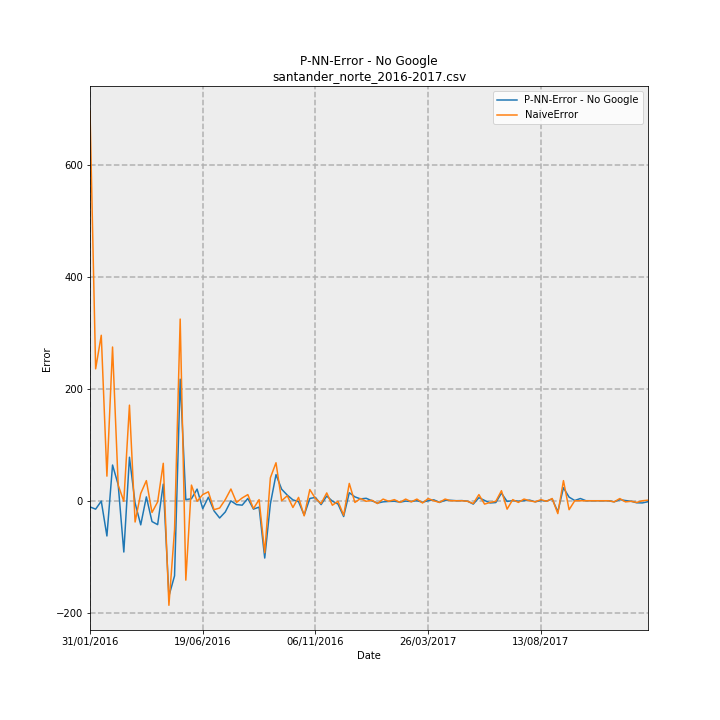 P-NN-Error - No Google
santander_norte_2016-2017.csv
P-NN-Error - No Google
NaiveError
600
400
200
0
−200
Error
31/01/2016
19/06/2016
06/11/2016
26/03/2017
13/08/2017
Date